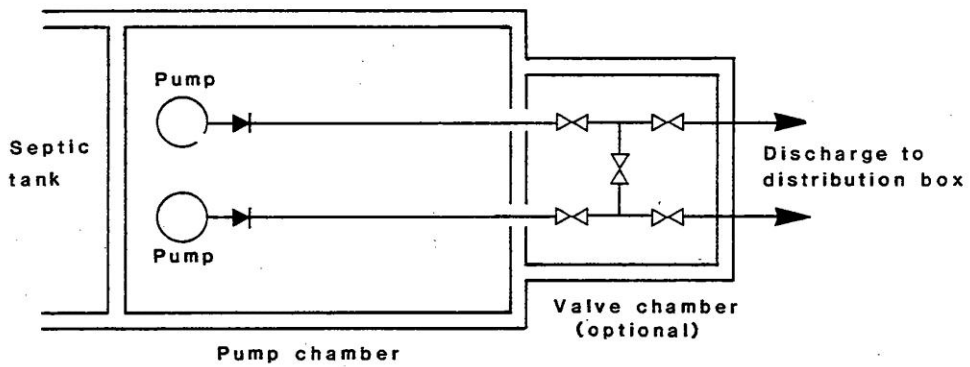 Pump
Septic
tank
Pump
Discharge to
distribution box
Valve chamber
(optional)
Pump chamber